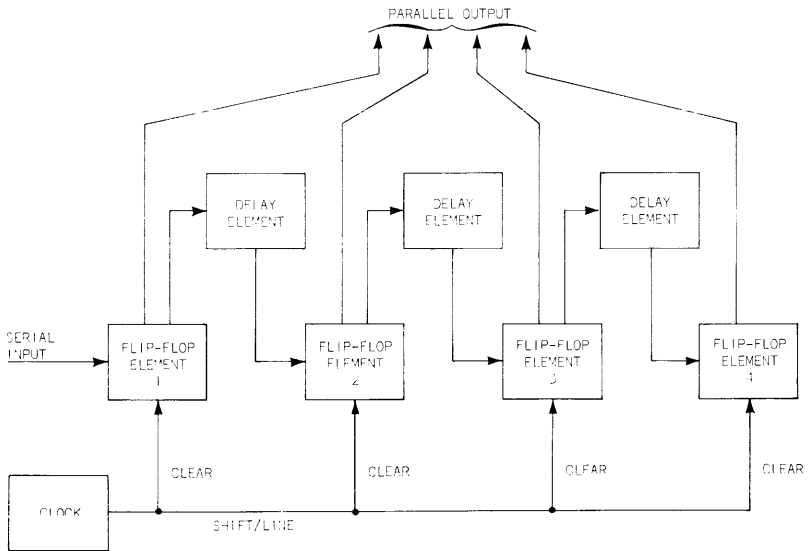 PARALLEL OUTPUT
DELAY
ELEMENT
DELAY
ELEMENT
DELAY
ELEMENT
SERIAL
INPUT
FLIP-FLOP
ELEMENT
1
FLIP-FLOP
ELEMENT
2
FLIP-FLOP
ELEMENT
3
FLIP-FLOP
ELEMENT
4
CLEAR
CLEAR
CLEAR
CLEAR
CLOCK
SHIFT/LINE